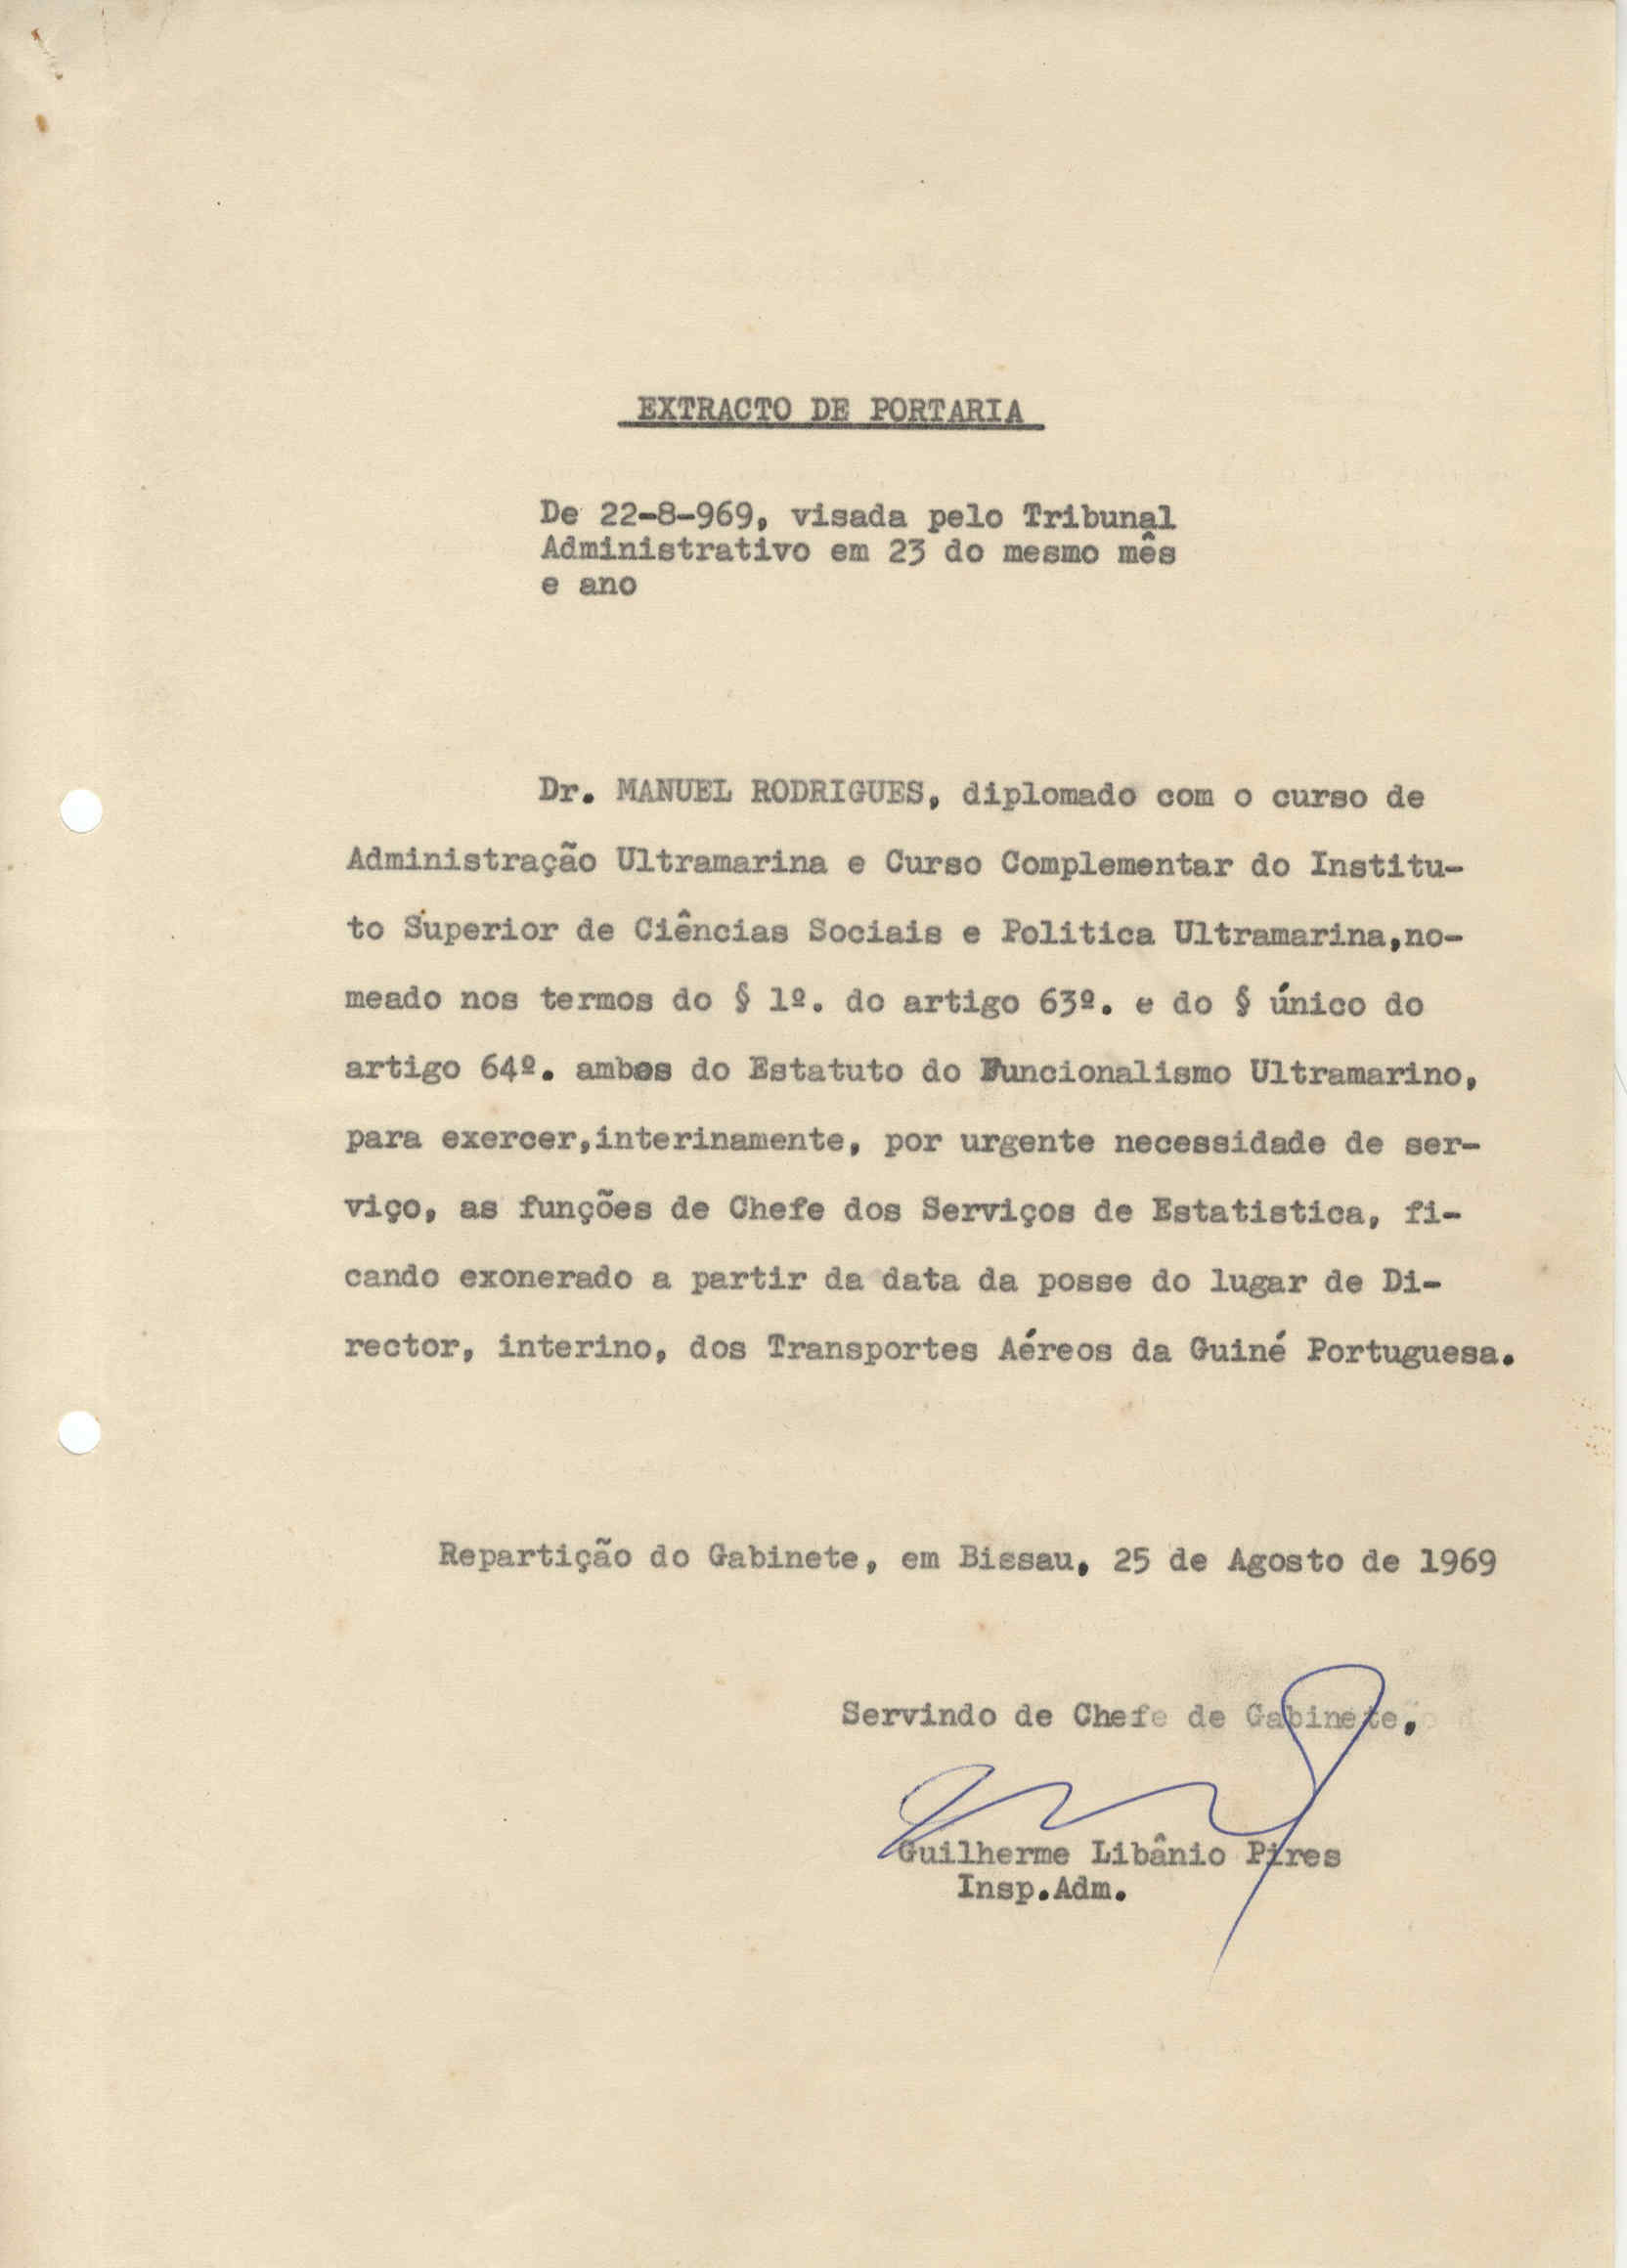 EXTRACTO DE PORTARIA
De 22-8-969, visada pelo Tribunal
Administrativo em 23 do mesmo mês
e ano
Dr. MANUEL RODRIGUES, diplomado com o curso de
Administração Ultramarina e Curso Complementar do Institu-
to Superior de Ciências Sociais e Politica Ultramarina,no-
meado nos termos do § 1º. do artigo 63º. e do § único do
artigo 64º. ambos do Estatuto do Funcionalismo Ultramarino,
para exercer,interinamente, por urgente necessidade de ser-
viço, as funções de Chefe dos Serviços de Estatistica, fi-
cando exonerado a partir da data da posse do lugar de Di-
rector, interino, dos Transportes Aéreos da Guiné Portuguesa.
Repartição do Gabinete, em Bissau, 25 de Agosto de 1969
Servindo de Chefe de Gabinete,
Guilherme Libânio Pires
Insp.Adm.